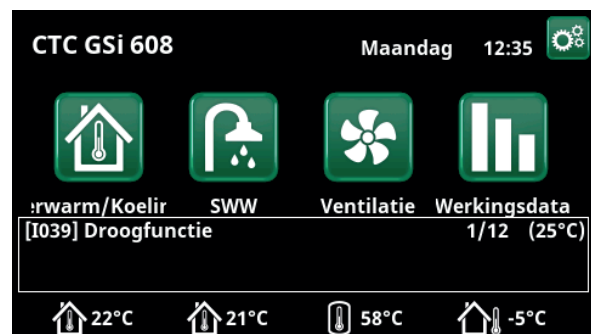 CTC GSi 608
Maandag 12:35
:rwarm/Koelir SWW Ventilatie Werkingsdata
[I039] Droogfunctie 1/12 (25°C)
22°C 21°C 58°C -5°C